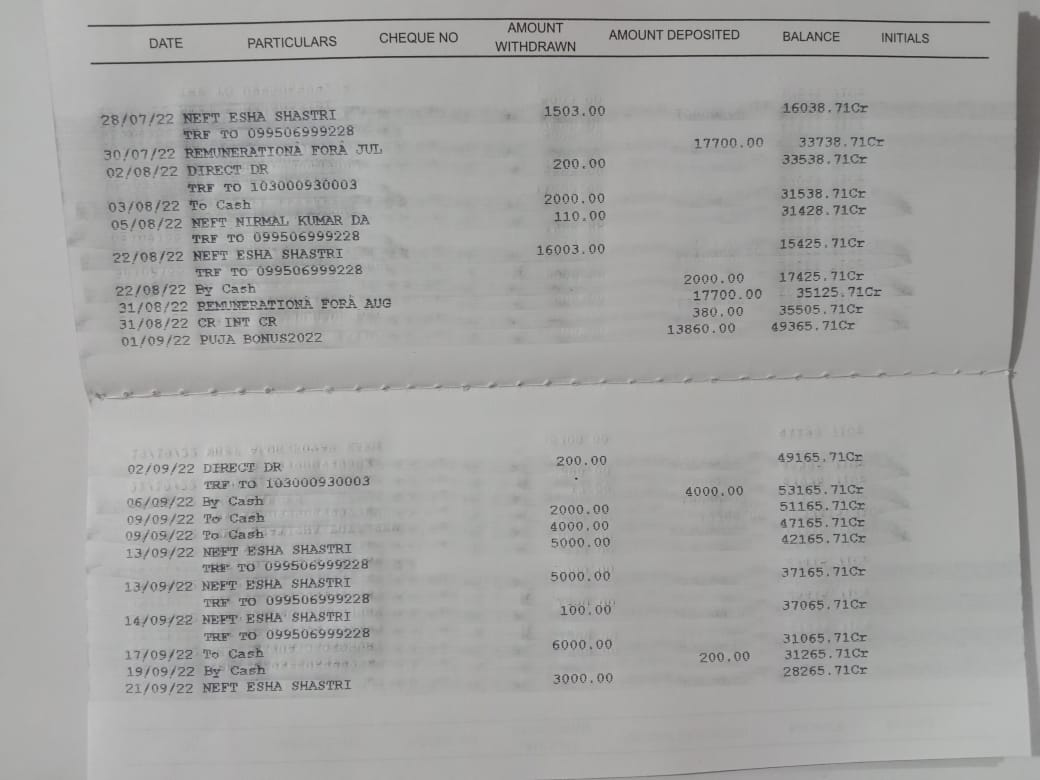 DATE PARTICULARS CHEQUE NO AMOUNT WITHDRAWN AMOUNT DEPOSITED BALANCE INITIALS
28/07/22 NEFT ESHA SHASTRI 1503.00 16038.71Cr
TRF TO 099506999228
30/07/22 REMUNERATIONÀ FORÀ JUL 17700.00 33738.71Cr
02/08/22 DIRECT DR 200.00 33538.71Cr
TRF TO 103000930003
03/08/22 To Cash 2000.00 31538.71Cr
05/08/22 NEFT NIRMAL KUMAR DA 110.00 31428.71Cr
TRF TO 099506999228
22/08/22 NEFT ESHA SHASTRI 16003.00 15425.71Cr
TRF TO 099506999228
22/08/22 By Cash 2000.00 17425.71Cr
31/08/22 REMUNERATIONÀ FORÀ AUG 17700.00 35125.71Cr
31/08/22 CR INT CR 380.00 35505.71Cr
01/09/22 PUJA BONUS2022 13860.00 49365.71Cr
02/09/22 DIRECT DR 200.00 49165.71Cr
TRF TO 103000930003
06/09/22 By Cash 4000.00 53165.71Cr
09/09/22 To Cash 2000.00 51165.71Cr
09/09/22 To Cash 4000.00 47165.71Cr
13/09/22 NEFT ESHA SHASTRI 5000.00 42165.71Cr
TRF TO 099506999228
13/09/22 NEFT ESHA SHASTRI 5000.00 37165.71Cr
TRF TO 099506999228
14/09/22 NEFT ESHA SHASTRI 100.00 37065.71Cr
TRF TO 099506999228
17/09/22 To Cash 6000.00 31065.71Cr
19/09/22 By Cash 200.00 31265.71Cr
21/09/22 NEFT ESHA SHASTRI 3000.00 28265.71Cr